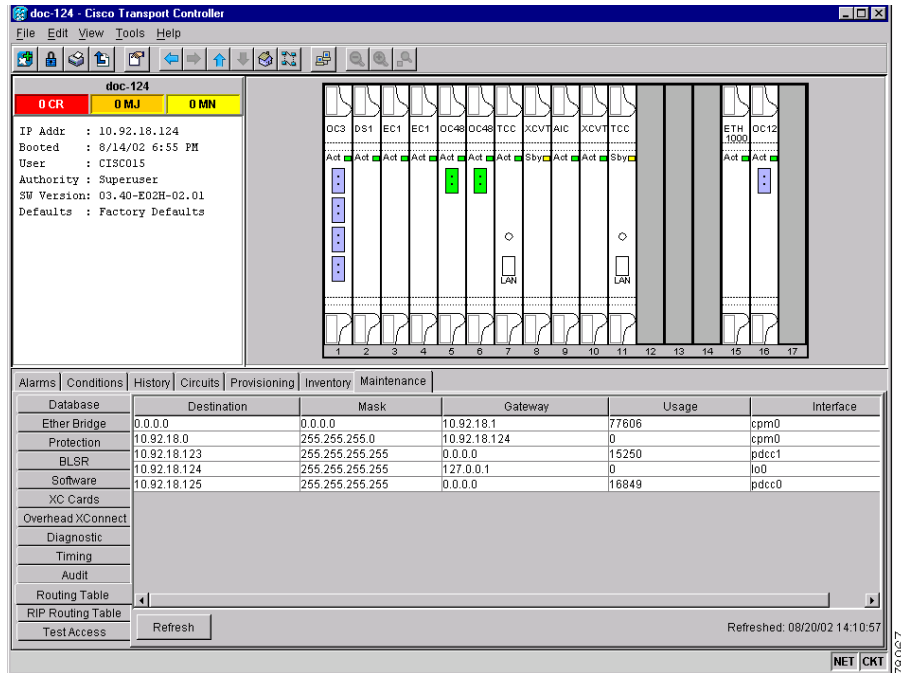 doc-124 - Cisco Transport Controller
File Edit View Tools Help
doc-124
0 CR 0 MJ 0 MN
IP Addr : 10.92.18.124
Booted : 8/14/02 6:55 PM
User : CISCO15
Authority : Superuser
SW Version: 03.40-E02H-02.01
Defaults : Factory Defaults
OC3 DS1 EC1 EC1 OC48 OC48 TCC XCVT AIC XCVT TCC ETH 1000 OC12
Act Act Act Act Act Act Act Sby Act Act Sby Act Act
LAN LAN
1 2 3 4 5 6 7 8 9 10 11 12 13 14 15 16 17
Alarms Conditions History Circuits Provisioning Inventory Maintenance
Database
Ether Bridge
Protection
BLSR
Software
XC Cards
Overhead XConnect
Diagnostic
Timing
Audit
Routing Table
RIP Routing Table
Test Access
Destination Mask Gateway Usage Interface
0.0.0.0 0.0.0.0 10.92.18.1 77606 cpm0
10.92.18.0 255.255.255.0 10.92.18.124 0 cpm0
10.92.18.123 255.255.255.255 0.0.0.0 15250 pdcc1
10.92.18.124 255.255.255.255 127.0.0.1 0 lo0
10.92.18.125 255.255.255.255 0.0.0.0 16849 pdcc0
Refresh
Refreshed: 08/20/02 14:10:57
NET CKT
78967